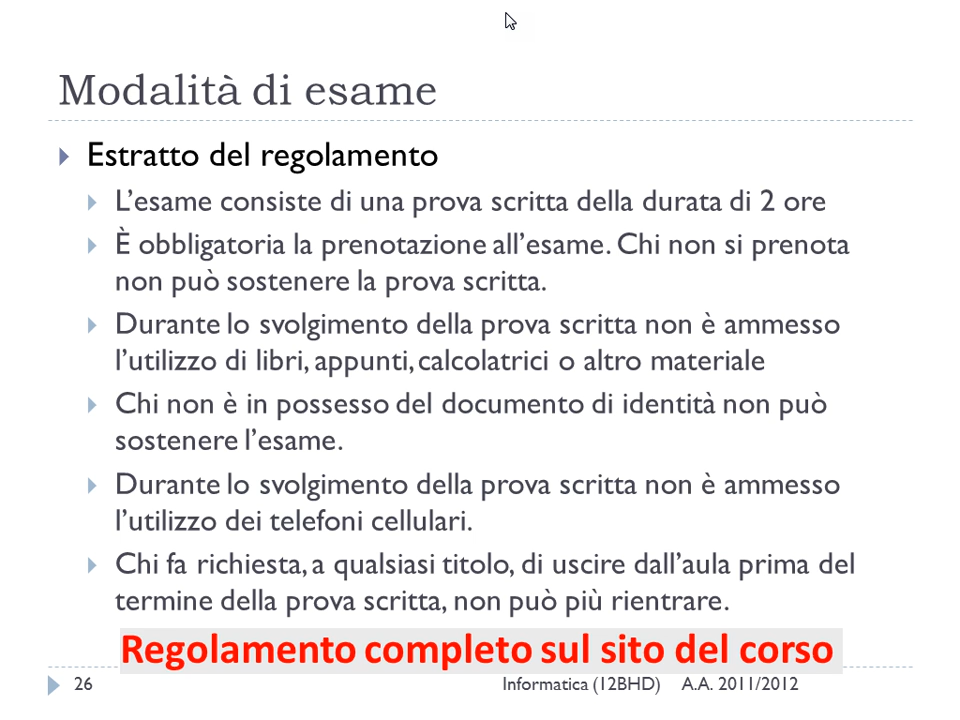 Modalità di esame
Estratto del regolamento
L’esame consiste di una prova scritta della durata di 2 ore
È obbligatoria la prenotazione all’esame. Chi non si prenota
non può sostenere la prova scritta.
Durante lo svolgimento della prova scritta non è ammesso
l’utilizzo di libri, appunti, calcolatrici o altro materiale
Chi non è in possesso del documento di identità non può
sostenere l’esame.
Durante lo svolgimento della prova scritta non è ammesso
l’utilizzo dei telefoni cellulari.
Chi fa richiesta, a qualsiasi titolo, di uscire dall’aula prima del
termine della prova scritta, non può più rientrare.
Regolamento completo sul sito del corso
26 Informatica (12BHD) A.A. 2011/2012